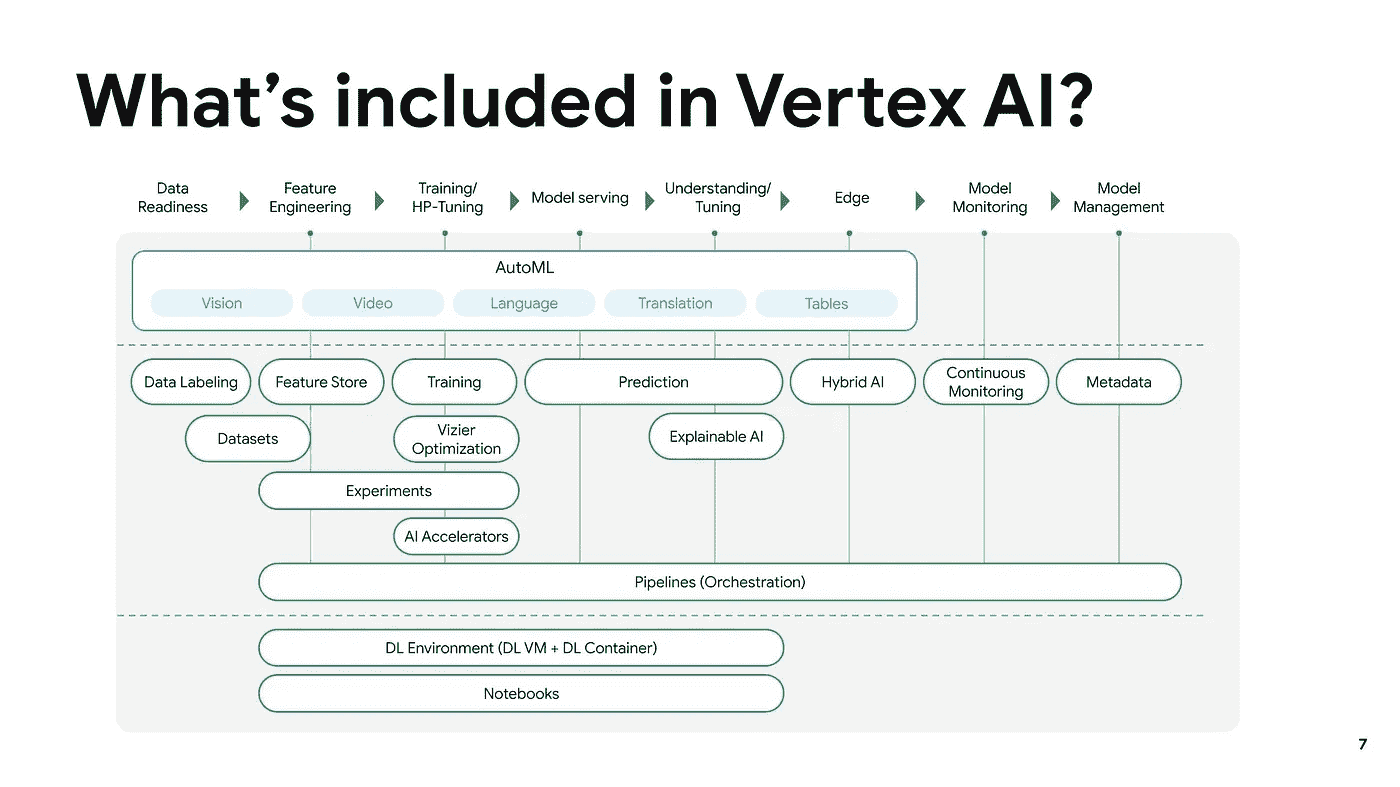 What's included in Vertex AI?
Data
Readiness
Feature
Engineering
Training/
HP-Tuning
Model serving
Understanding/
Tuning
Edge
Model
Monitoring
Model
Management
AutoML
Vision
Video
Language
Translation
Tables
Data Labeling
Feature Store
Training
Prediction
Hybrid AI
Continuous
Monitoring
Metadata
Datasets
Vizier
Optimization
Explainable AI
Experiments
AI Accelerators
Pipelines (Orchestration)
DL Environment (DL VM + DL Container)
Notebooks
7